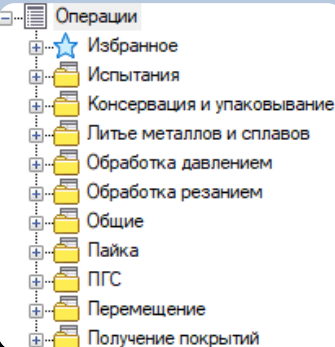 Операции
Избранное
Испытания
Консервация и упаковывание
Литье металлов и сплавов
Обработка давлением
Обработка резанием
Общие
Пайка
ПГС
Перемещение
Получение покрытий